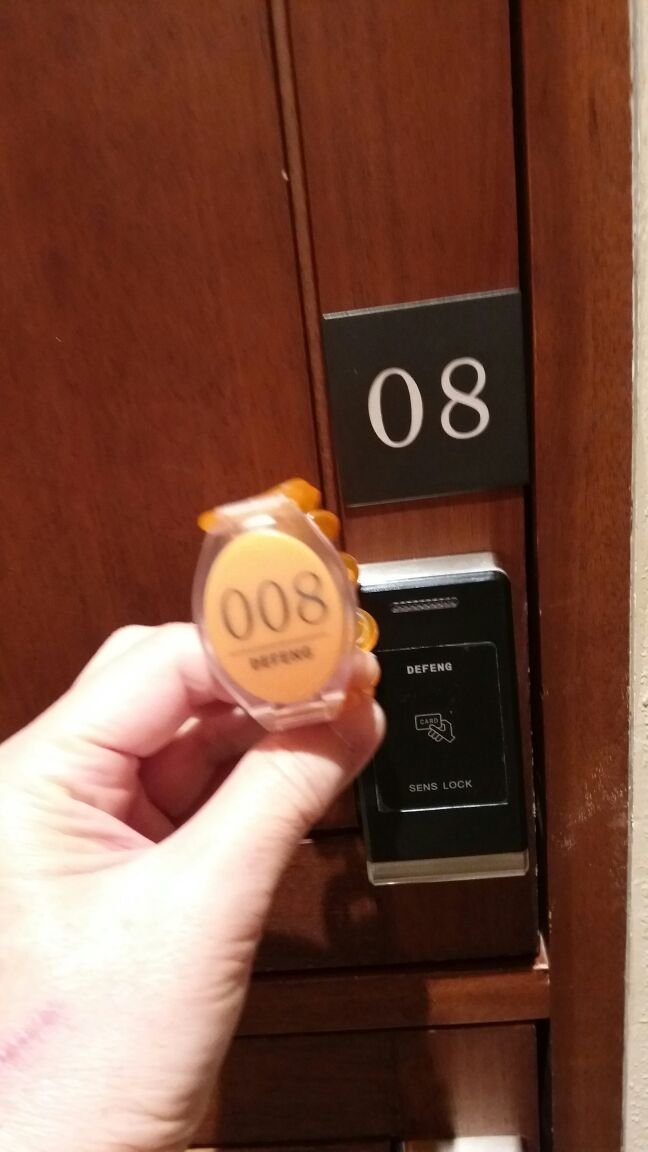 08
008
DEFENG
DEFENG
CARD
SENS LOCK